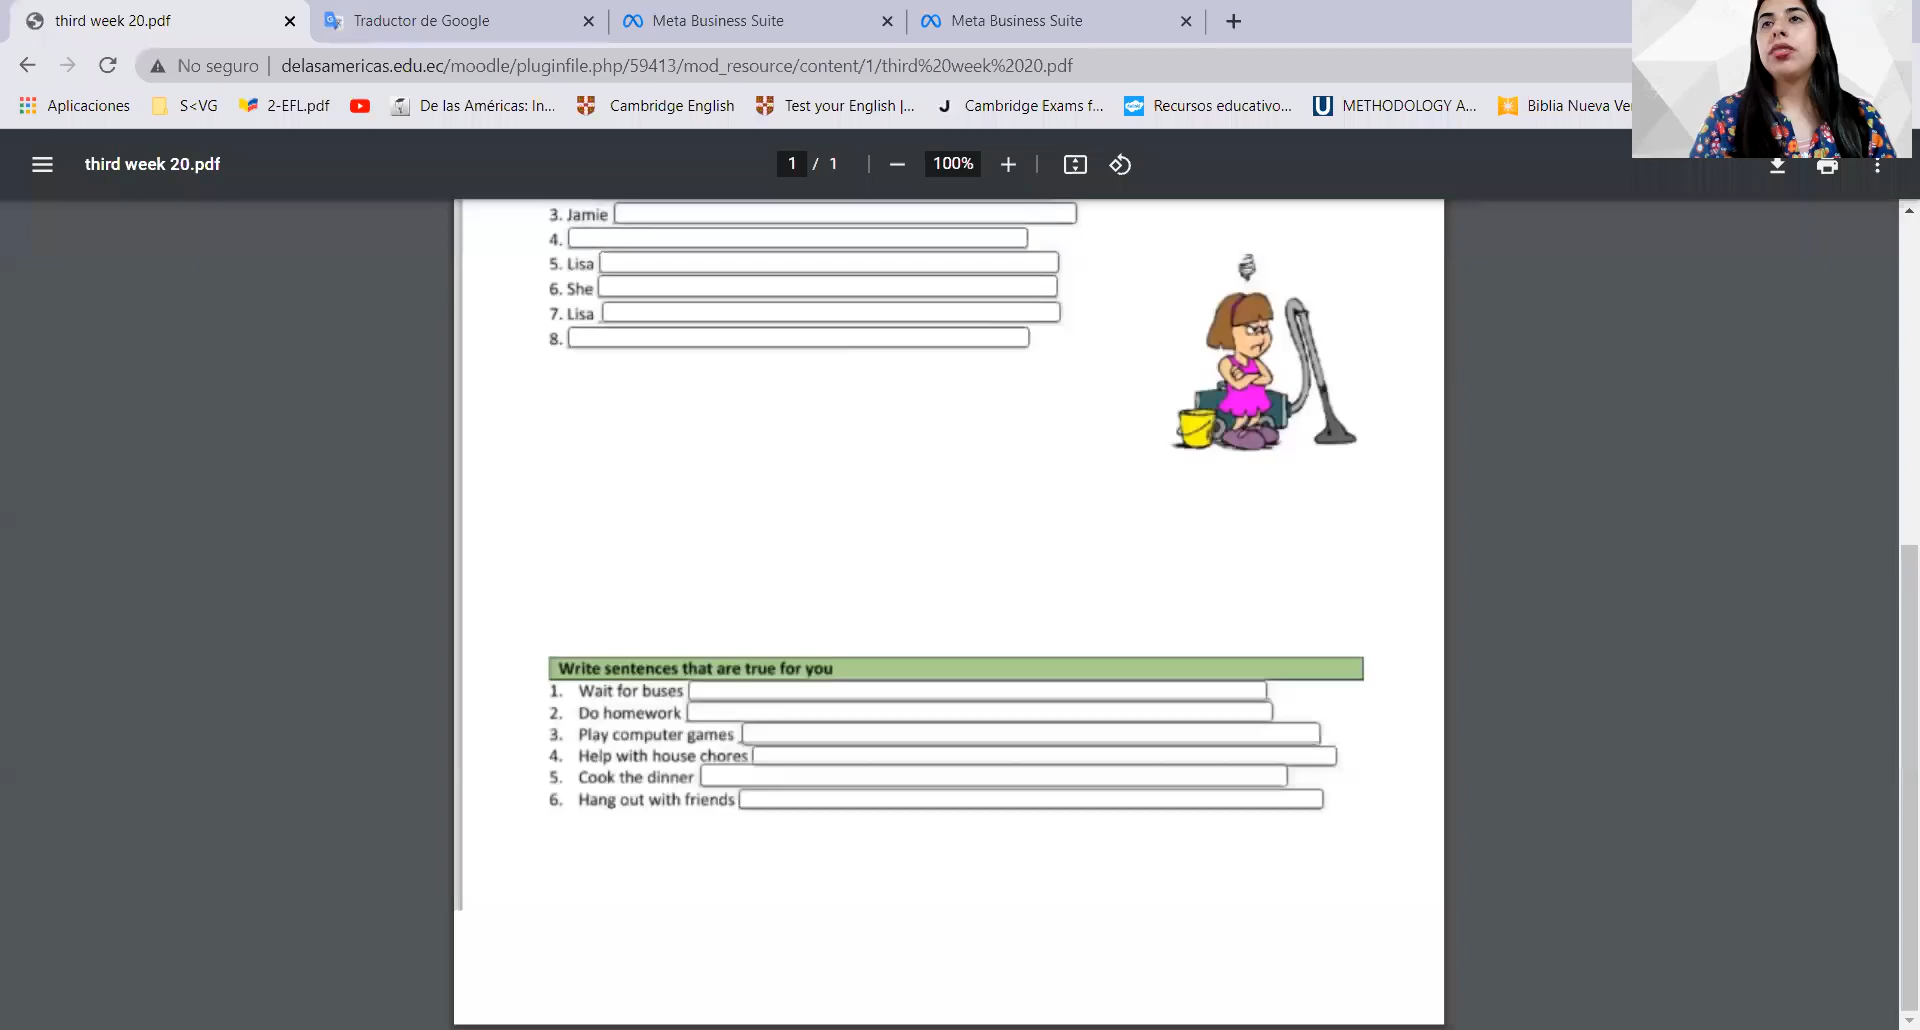 third week 20.pdf
Traductor de Google
Meta Business Suite
Meta Business Suite
No seguro | delasamericas.edu.ec/moodle/pluginfile.php/59413/mod_resource/content/1/third%20week%2020.pdf
Aplicaciones S<VG 2-EFL.pdf De las Américas: In... Cambridge English Test your English |... J Cambridge Exams f... Recursos educativo... U METHODOLOGY A... Biblia Nueva Ver
third week 20.pdf 1 / 1 100%
3. Jamie
4.
5. Lisa
6. She
7. Lisa
8.
Write sentences that are true for you
1. Wait for buses
2. Do homework
3. Play computer games
4. Help with house chores
5. Cook the dinner
6. Hang out with friends